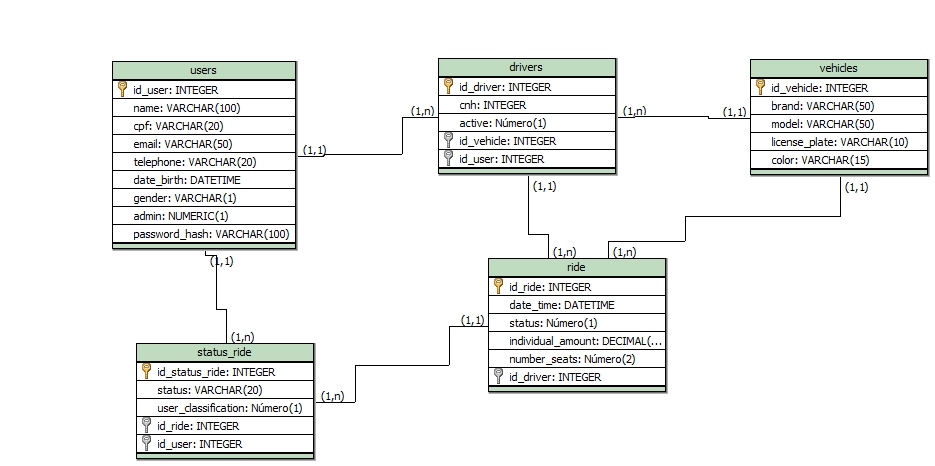 users
id_user: INTEGER
name: VARCHAR(100)
cpf: VARCHAR(20)
email: VARCHAR(50)
telephone: VARCHAR(20)
date_birth: DATETIME
gender: VARCHAR(1)
admin: NUMERIC(1)
password_hash: VARCHAR(100)
(1,1)
(1,n)
drivers
id_driver: INTEGER
cnh: INTEGER
active: Número(1)
id_vehicle: INTEGER
id_user: INTEGER
(1,n)
(1,1)
vehicles
id_vehicle: INTEGER
brand: VARCHAR(50)
model: VARCHAR(50)
license_plate: VARCHAR(10)
color: VARCHAR(15)
(1,1)
(1,n)
(1,1)
(1,n)
ride
id_ride: INTEGER
date_time: DATETIME
status: Número(1)
individual_amount: DECIMAL(...
number_seats: Número(2)
id_driver: INTEGER
(1,1)
(1,n)
(1,1)
(1,n)
status_ride
id_status_ride: INTEGER
status: VARCHAR(20)
user_classification: Número(1)
id_ride: INTEGER
id_user: INTEGER